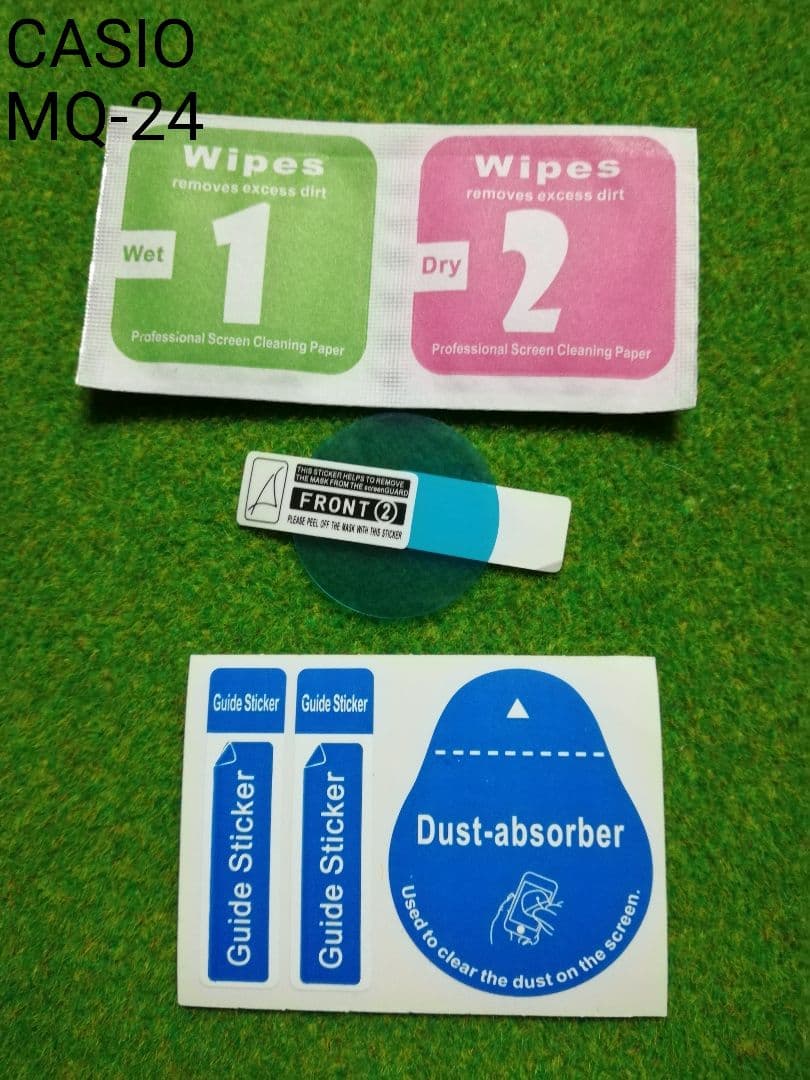 CASIO
MQ-24
Wipes
removes excess dirt
1
Wet
Professional Screen Cleaning Paper
Wipes
removes excess dirt
2
Dry
Professional Screen Cleaning Paper
THIS STICKER HELPS TO REMOVE
THE MASK FROM THE screenGUARD
FRONT 2
PLEASE PEEL OFF THE MASK WITH THIS STICKER
Guide Sticker
Guide Sticker
Guide Sticker
Guide Sticker
Dust-absorber
Used to clear the dust on the screen.